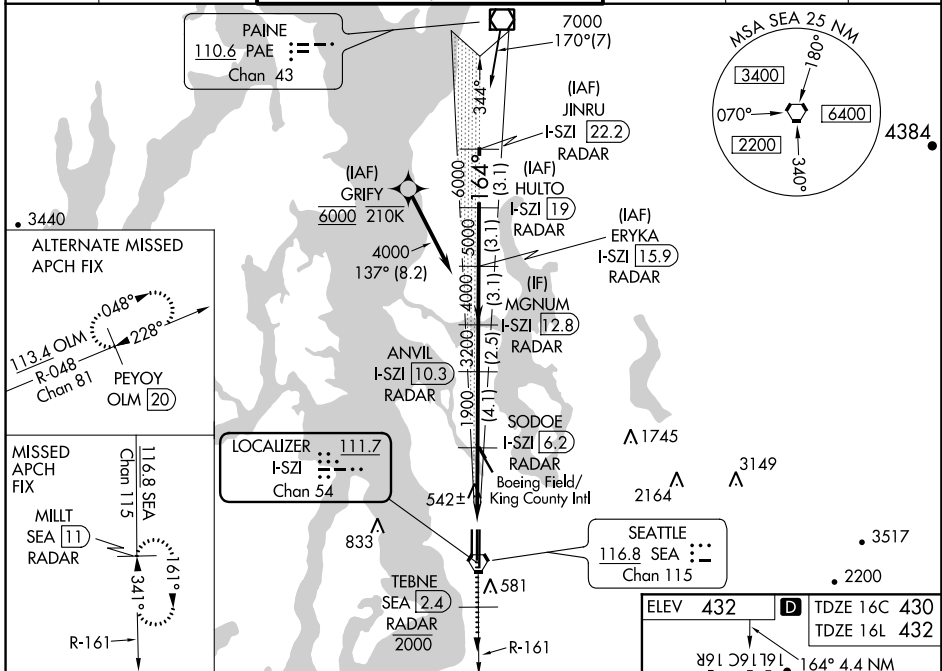 PAINE
110.6 PAE
Chan 43
7000
170°(7)
344°
MSA SEA 25 NM
180°
3400
070°
6400
2200
340°
4384
(IAF)
JINRU
I-SZI 22.2
RADAR
6000
164°
(3.1)
(IAF)
HULTO
I-SZI 19
RADAR
(IAF)
GRIFY
6000 210K
4000
137° (8.2)
5000
(3.1)
(IAF)
ERYKA
I-SZI 15.9
RADAR
4000
(3.1)
(IF)
MGNUM
I-SZI 12.8
RADAR
3440
ALTERNATE MISSED
APCH FIX
048°
228°
113.4 OLM
R-048
Chan 81
PEYOY
OLM 20
3200
(2.5)
ANVIL
I-SZI 10.3
RADAR
1900
(4.1)
SODOE
I-SZI 6.2
RADAR
Boeing Field/
King County Intl
1745
3149
2164
MISSED
APCH
FIX
116.8 SEA
Chan 115
MILLT
SEA 11
RADAR
161°
341°
R-161
LOCALIZER 111.7
I-SZI
Chan 54
542±
833
SEATTLE
116.8 SEA
Chan 115
3517
2200
TEBNE
SEA 2.4
RADAR
2000
581
R-161
ELEV 432
D
TDZE 16C 430
TDZE 16L 432
16L 16C 16R
164° 4.4 NM